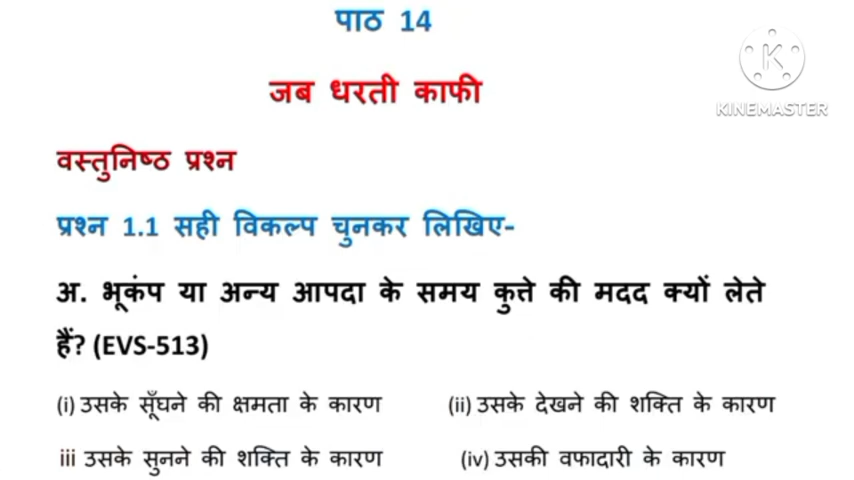 पाठ 14
जब धरती काफी
KINEMASTER
वस्तुनिष्ठ प्रश्न
प्रश्न 1.1 सही विकल्प चुनकर लिखिए-
अ. भूकंप या अन्य आपदा के समय कुत्ते की मदद क्यों लेते
हैं? (EVS-513)
(i) उसके सूँघने की क्षमता के कारण (ii) उसके देखने की शक्ति के कारण
iii उसके सुनने की शक्ति के कारण (iv) उसकी वफादारी के कारण